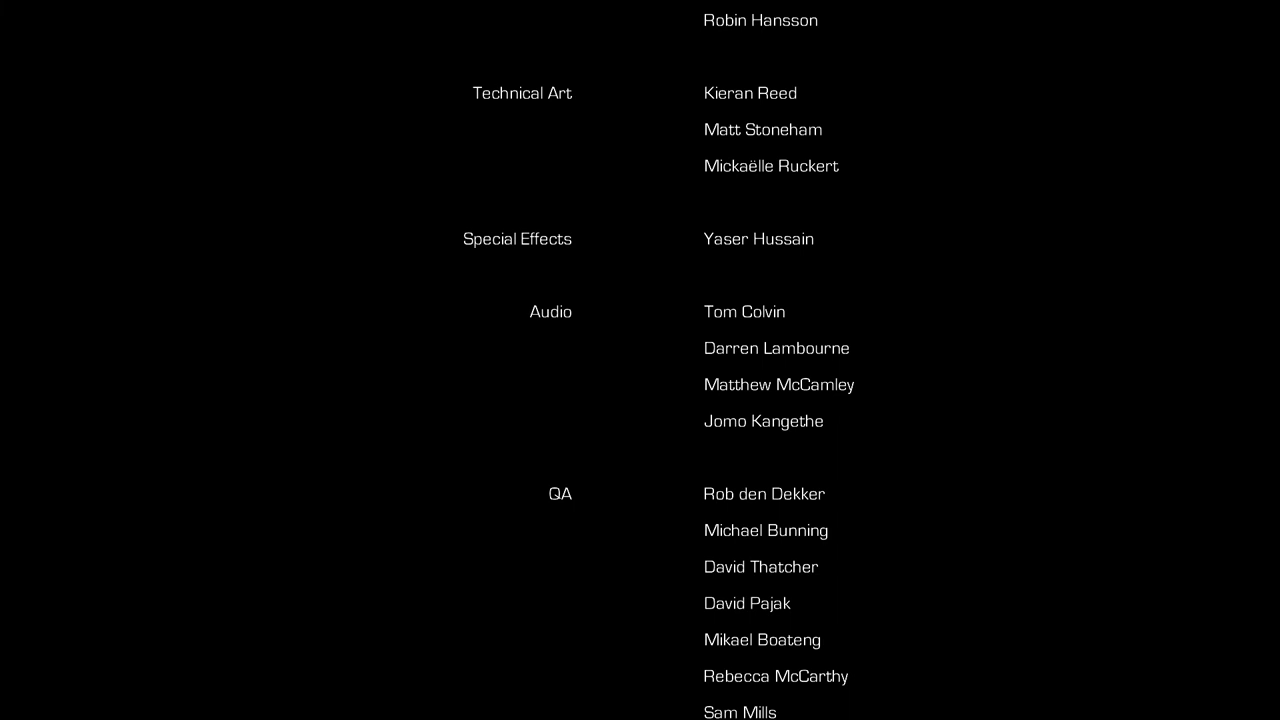 Robin Hansson
Technical Art Kieran Reed
Matt Stoneham
Mickaëlle Ruckert
Special Effects Yaser Hussain
Audio Tom Colvin
Darren Lambourne
Matthew McCamley
Jomo Kangethe
QA Rob den Dekker
Michael Bunning
David Thatcher
David Pajak
Mikael Boateng
Rebecca McCarthy
Sam Mills